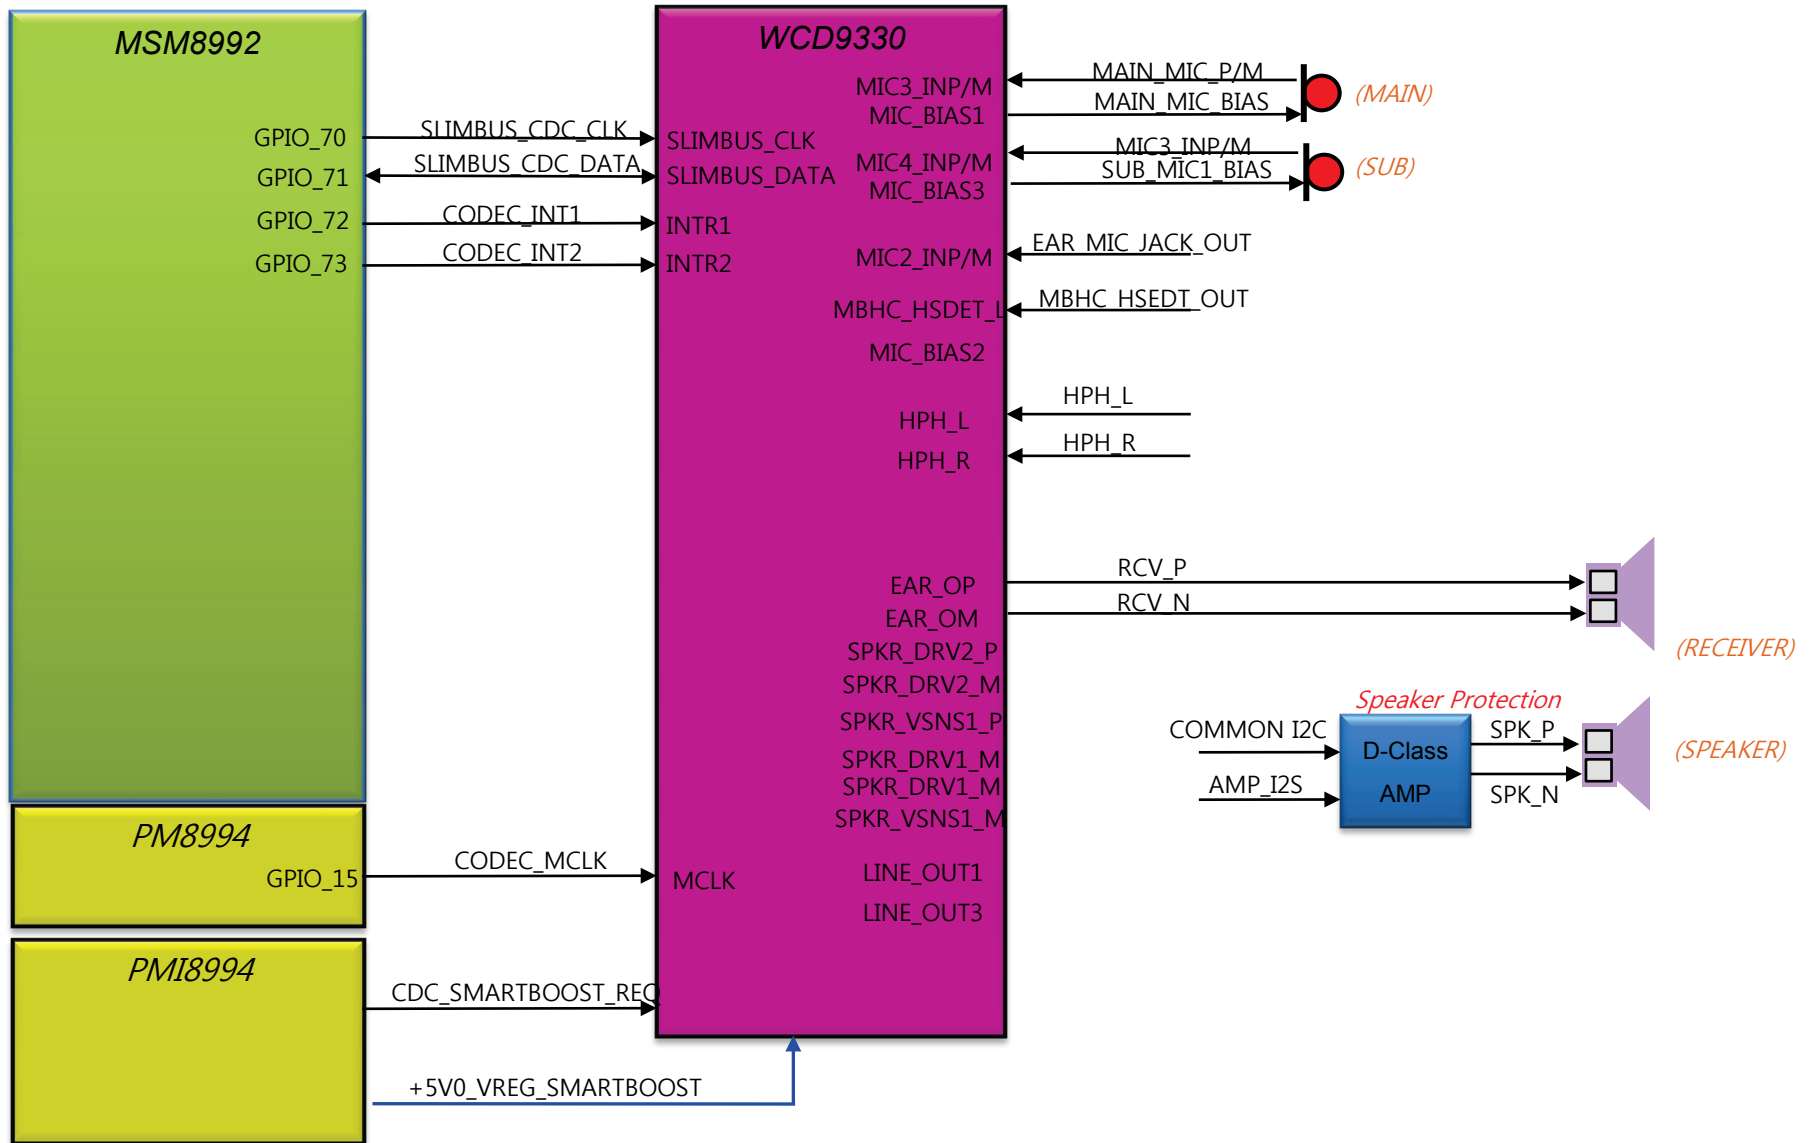 MSM8992
GPIO_70
GPIO_71
GPIO_72
GPIO_73
SLIMBUS_CDC_CLK
SLIMBUS_CDC_DATA
CODEC_INT1
CODEC_INT2
WCD9330
SLIMBUS_CLK
SLIMBUS_DATA
INTR1
INTR2
MIC3_INP/M
MIC_BIAS1
MIC4_INP/M
MIC_BIAS3
MIC2_INP/M
MBHC_HSDET_L
MIC_BIAS2
HPH_L
HPH_R
EAR_OP
EAR_OM
SPKR_DRV2_P
SPKR_DRV2_M
SPKR_VSNS1_P
SPKR_DRV1_M
SPKR_DRV1_M
SPKR_VSNS1_M
LINE_OUT1
LINE_OUT3
MCLK
MAIN_MIC_P/M
MAIN_MIC_BIAS
(MAIN)
MIC3_INP/M
SUB_MIC1_BIAS
(SUB)
EAR_MIC_JACK_OUT
MBHC_HSEDT_OUT
HPH_L
HPH_R
RCV_P
RCV_N
(RECEIVER)
Speaker Protection
COMMON I2C
AMP_I2S
D-Class
AMP
SPK_P
SPK_N
(SPEAKER)
PM8994
GPIO_15
CODEC_MCLK
PMI8994
CDC_SMARTBOOST_REQ
+5V0_VREG_SMARTBOOST